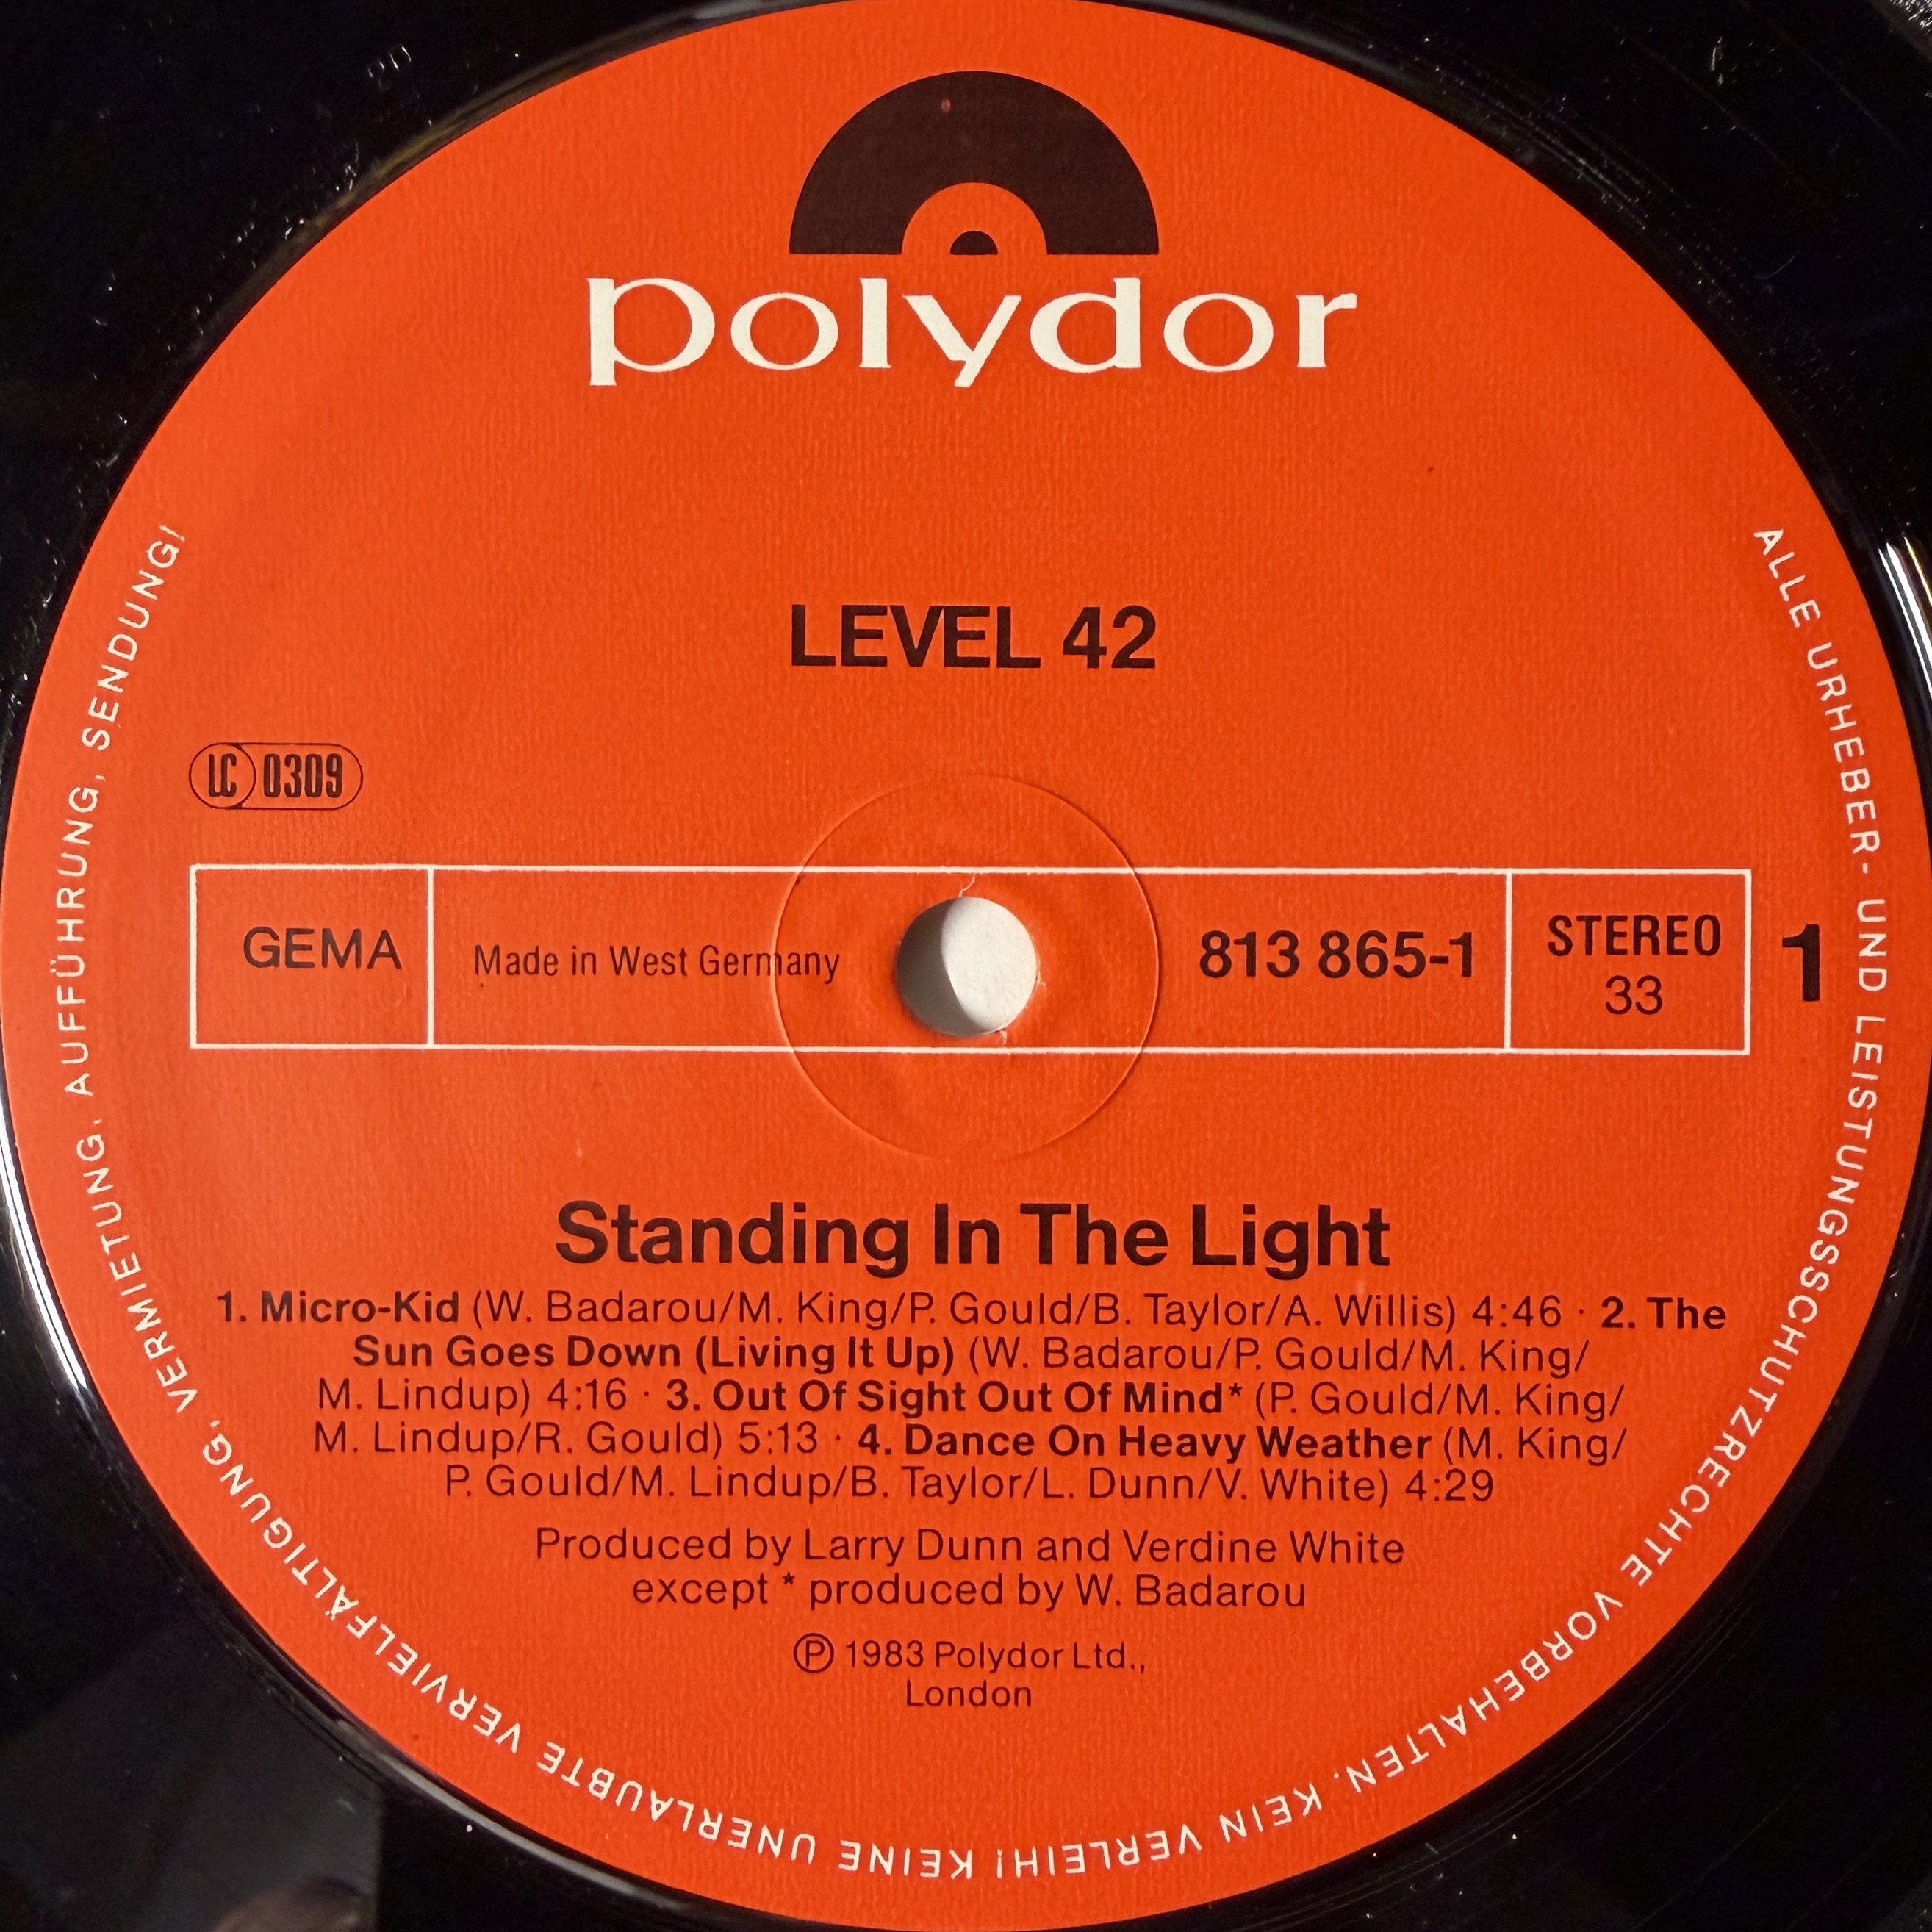 polydor
LEVEL 42
LC 0309
GEMA
Made in West Germany
813 865-1
STEREO
33
1
Standing In The Light
1. Micro-Kid (W. Badarou/M. King/P. Gould/B. Taylor/A. Willis) 4:46 · 2. The
Sun Goes Down (Living It Up) (W. Badarou/P. Gould/M. King/
M. Lindup) 4:16 · 3. Out Of Sight Out Of Mind* (P. Gould/M. King/
M. Lindup/R. Gould) 5:13 · 4. Dance On Heavy Weather (M. King/
P. Gould/M. Lindup/B. Taylor/L. Dunn/V. White) 4:29
Produced by Larry Dunn and Verdine White
except * produced by W. Badarou
Ⓟ 1983 Polydor Ltd.,
London
ALLE URHEBER- UND LEISTUNGSSCHUTZRECHTE VORBEHALTEN. KEIN VERLEIH! KEINE UNERLAUBTE VERVIELFÄLTIGUNG, VERMIETUNG, AUFFÜHRUNG, SENDUNG!